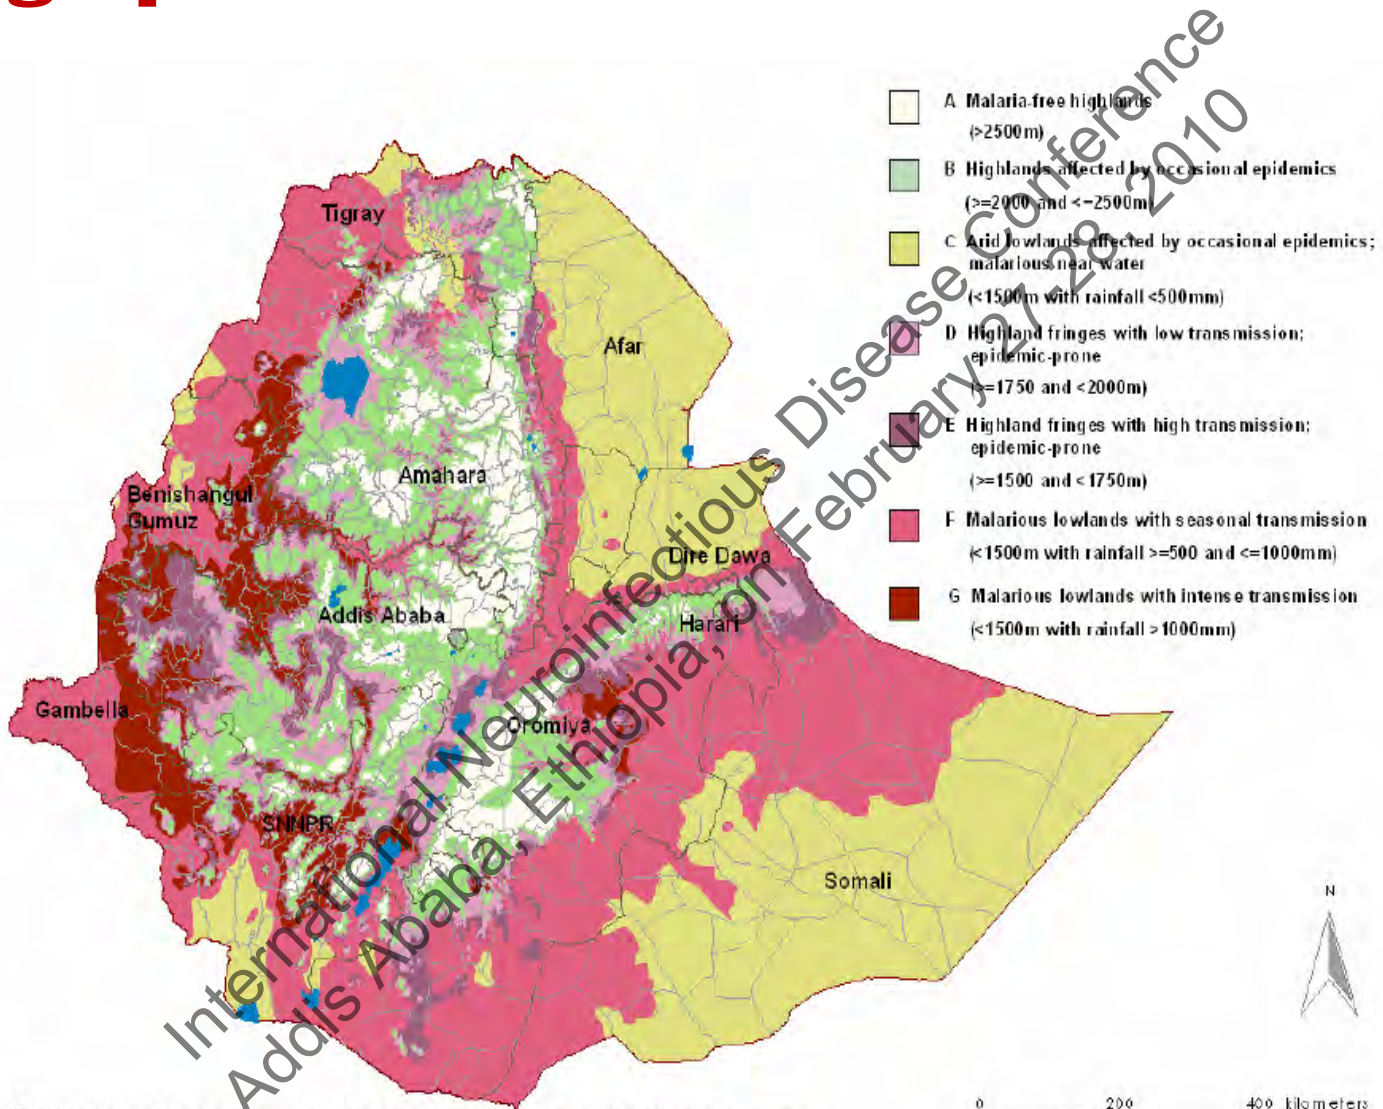 A Malaria-free highlands
(>2500m)
B Highlands affected by occasional epidemics
(>=2000 and <=2500m)
C Arid lowlands affected by occasional epidemics;
malarious near water
(<1500m with rainfall <500mm)
D Highland fringes with low transmission;
epidemic-prone
(>=1750 and <2000m)
E Highland fringes with high transmission;
epidemic-prone
(>=1500 and <1750m)
F Malarious lowlands with seasonal transmission
(<1500m with rainfall >=500 and <=1000mm)
G Malarious lowlands with intense transmission
(<1500m with rainfall >1000mm)
Tigray
Afar
Amahara
Benishangul
Gumuz
Dire Dawa
Addis Ababa
Harari
Gambella
Oromiya
SNNPR
Somali
N
0 200 400 kilometers
International Neuroinfectious Disease Conference
Addis Ababa, Ethiopia, on February 27-28, 2010